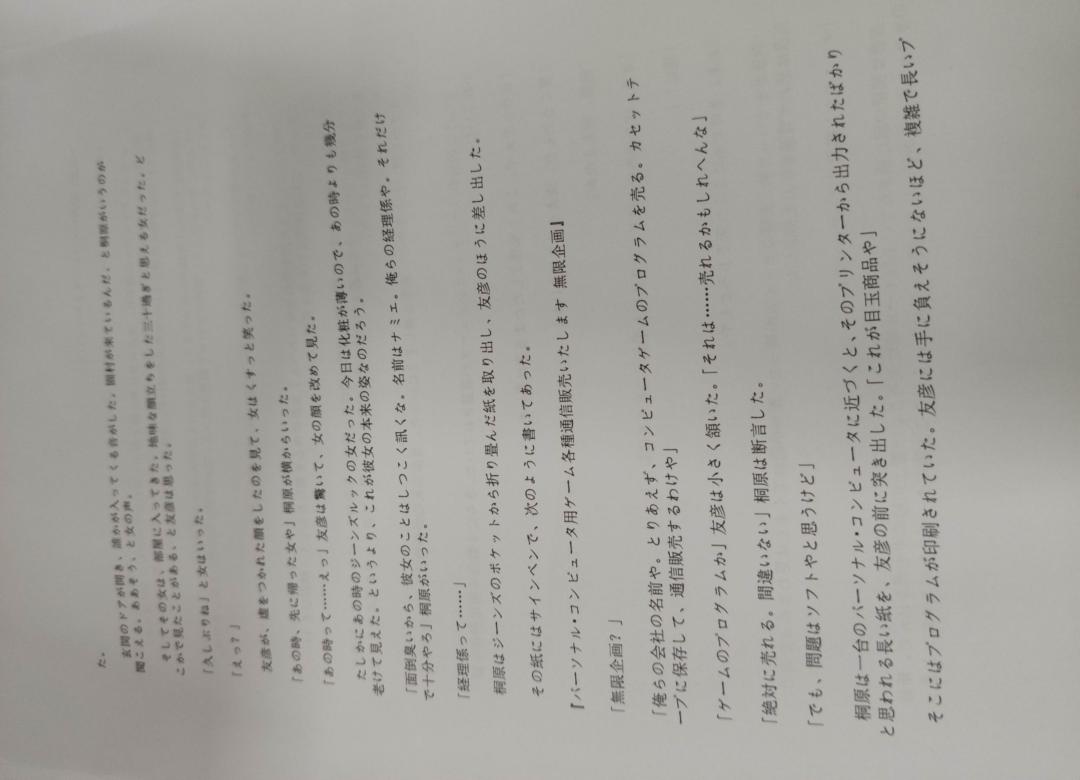 た。
玄関のドアが開き、誰かが入ってくる音がした。園村が来ているんだ、と桐原がいうのが
聞こえる。ああそう、と女の声。
そしてその女は、部屋に入ってきた。地味な顔立ちをした三十過ぎと思える女だった。ど
こかで見たことがある、と友彦は思った。
「久しぶりね」と女はいった。
「えっ？」
友彦が、虚をつかれた顔をしたのを見て、女はくすっと笑った。
「あの時、先に帰った女や」桐原が横からいった。
「あの時って……えっ」友彦は驚いて、女の顔を改めて見た。
たしかにあの時のジーンズルックの女だった。今日は化粧が薄いので、あの時よりも幾分
老けて見えた。というより、これが彼女の本来の姿なのだろう。
「面倒臭いから、彼女のことはしつこく訊くな。名前はナミエ。俺らの経理係や。それだけ
で十分やろ」桐原がいった。
「経理係って……」
桐原はジーンズのポケットから折り畳んだ紙を取り出し、友彦のほうに差し出した。
その紙にはサインペンで、次のように書いてあった。
『パーソナル・コンピュータ用ゲーム各種通信販売いたします 無限企画』
「無限企画？」
「俺らの会社の名前や。とりあえず、コンピュータゲームのプログラムを売る。カセットテ
ープに保存して、通信販売するわけや」
「ゲームのプログラムか」友彦は小さく頷いた。「それは……売れるかもしれへんな」
「絶対に売れる。間違いない」桐原は断言した。
「でも、問題はソフトやと思うけど」
桐原は一台のパーソナル・コンピュータに近づくと、そのプリンターから出力されたばかり
と思われる長い紙を、友彦の前に突き出した。「これが目玉商品や」
そこにはプログラムが印刷されていた。友彦には手に負えそうにないほど、複雑で長いプ